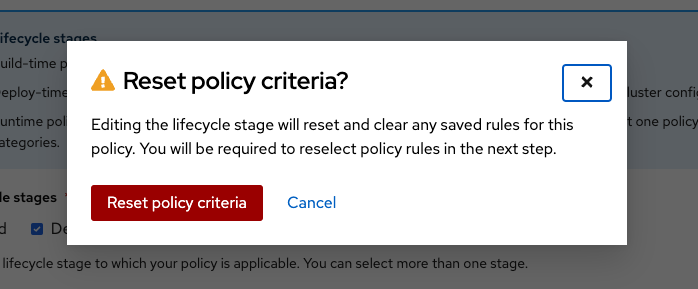 lifecycle stages
Reset policy criteria?
Editing the lifecycle stage will reset and clear any saved rules for this
policy. You will be required to reselect policy rules in the next step.
Reset policy criteria
Cancel
uild-time p
eploy-time
luster confi
untime poli
t one policy
ategories.
le stages
d
De
lifecycle stage to which your policy is applicable. You can select more than one stage.